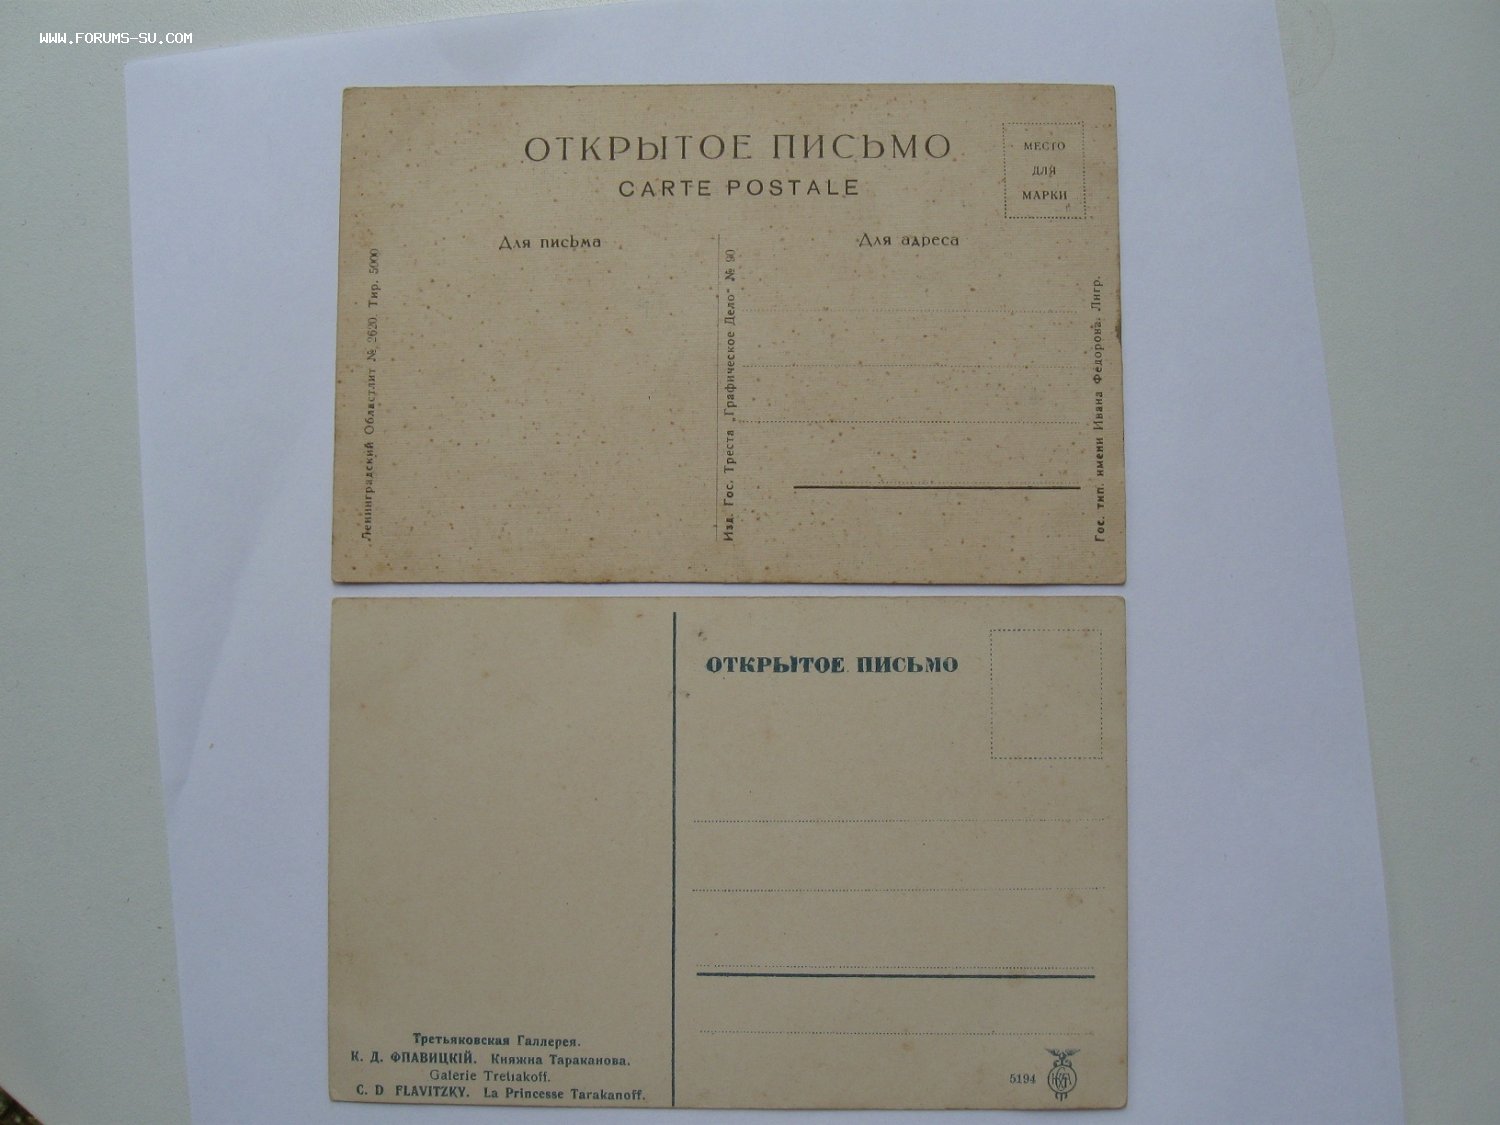 WWW.FORUMS-SU.COM
ОТКРЫТОЕ ПИСЬМО
CARTE POSTALE
МЕСТО
ДЛЯ
МАРКИ
Для письма
Для адреса
Ленинградский Областлит № 2620. Тир. 5000
Изд. Гос. Треста „Графическое Дело" № 90
Гос. тип. имени Ивана Федорова. Лнгр.
ОТКРЫТОЕ ПИСЬМО
Третьяковская Галлерея.
К. Д. ФПАВИЦКІЙ. Княжна Тараканова.
Galerie Tretiakoff.
C. D FLAVITZKY. La Princesse Tarakanoff.
5194